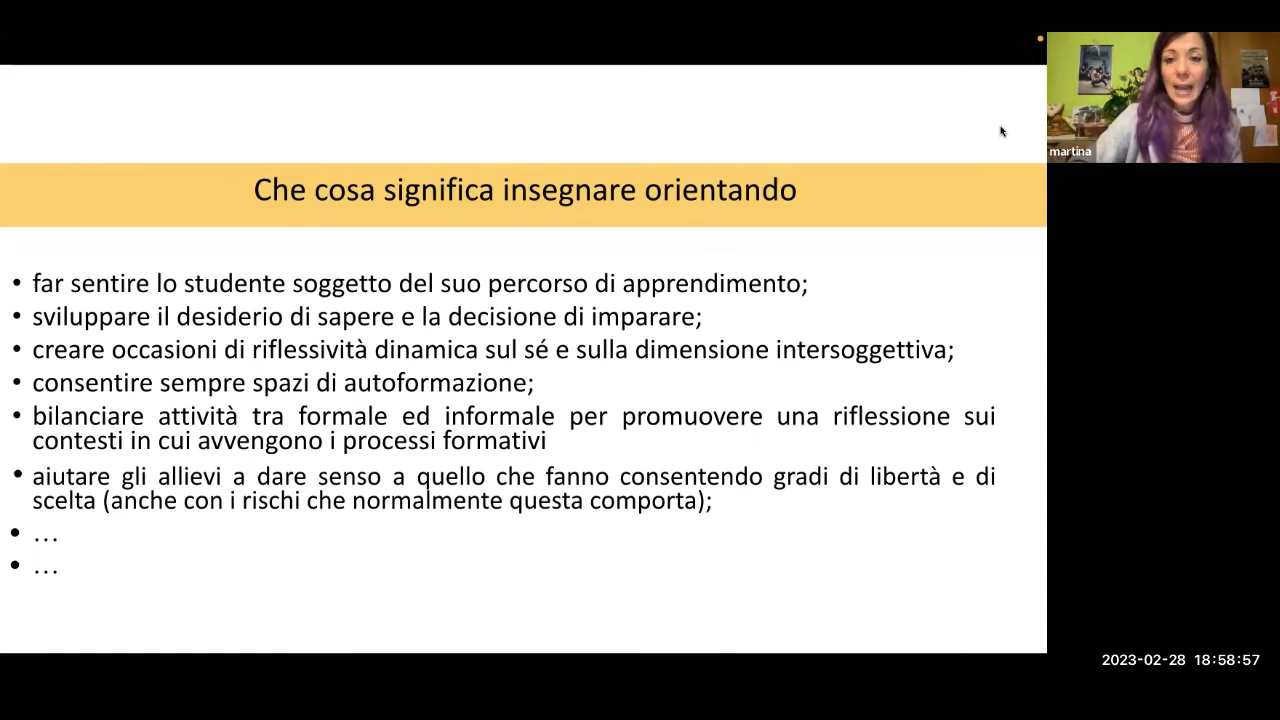 martina
Che cosa significa insegnare orientando
• far sentire lo studente soggetto del suo percorso di apprendimento;
• sviluppare il desiderio di sapere e la decisione di imparare;
• creare occasioni di riflessività dinamica sul sé e sulla dimensione intersoggettiva;
• consentire sempre spazi di autoformazione;
• bilanciare attività tra formale ed informale per promuovere una riflessione sui
contesti in cui avvengono i processi formativi
• aiutare gli allievi a dare senso a quello che fanno consentendo gradi di libertà e di
scelta (anche con i rischi che normalmente questa comporta);
• …
• …
2023-02-28 18:58:57